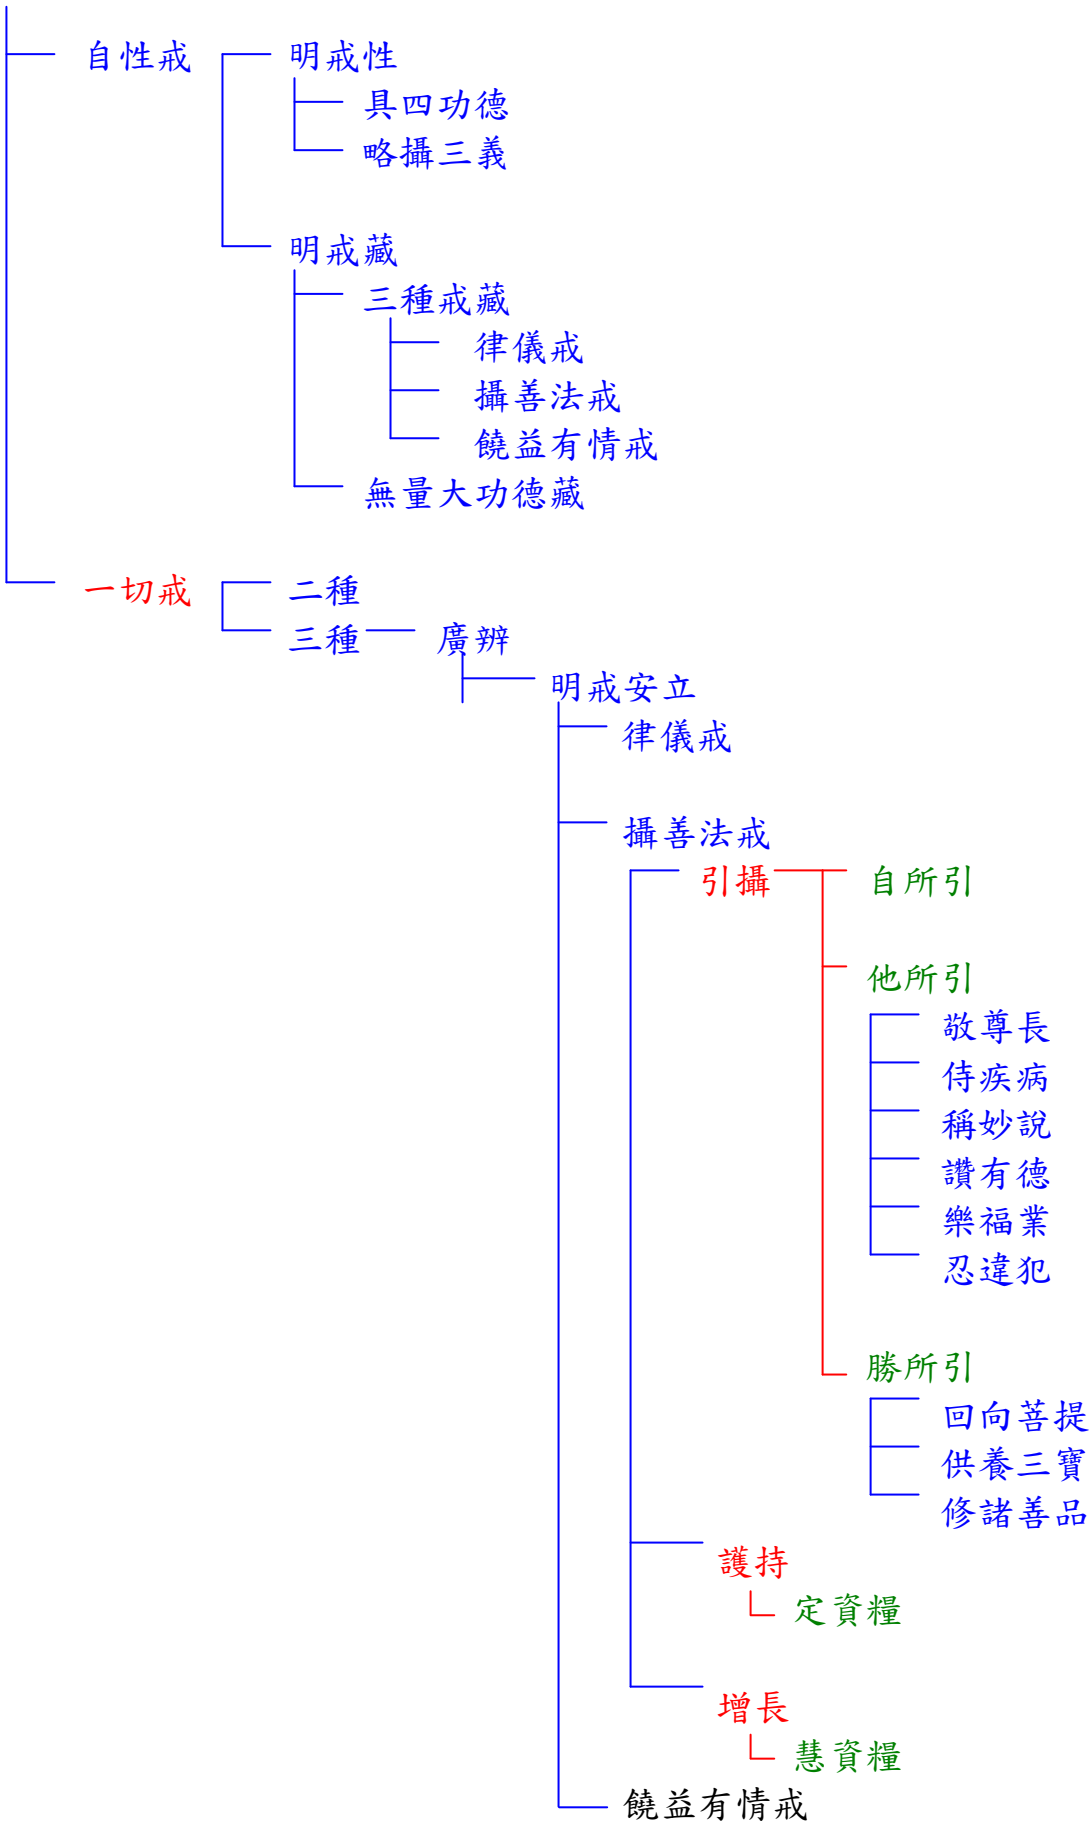 自性戒 明戒性
具四功德
略攝三義
明戒藏
三種戒藏
律儀戒
攝善法戒
饒益有情戒
無量大功德藏
一切戒 二種
三種 廣辨
明戒安立
律儀戒
攝善法戒
引攝 自所引
他所引
敬尊長
侍疾病
稱妙說
讚有德
樂福業
忍違犯
勝所引
回向菩提
供養三寶
修諸善品
護持
定資糧
增長
慧資糧
饒益有情戒